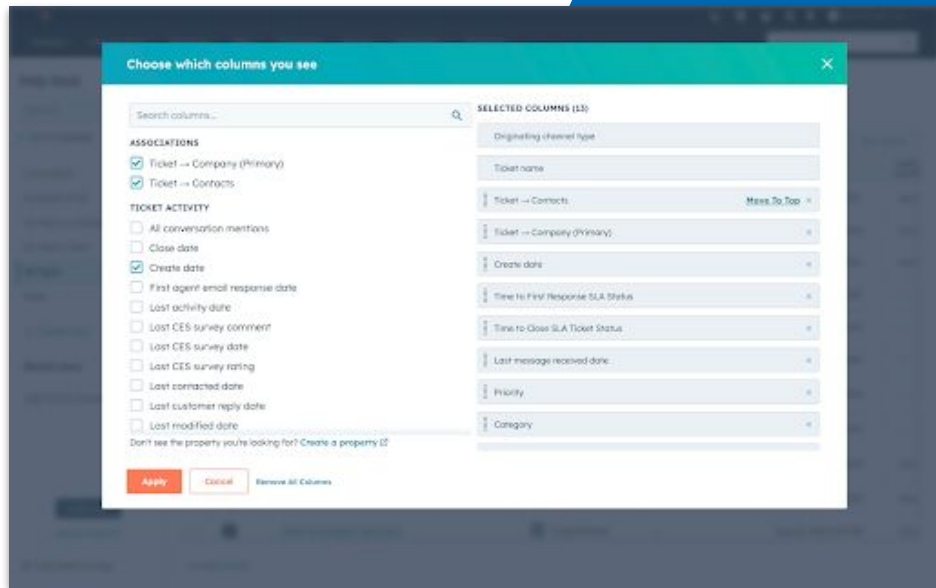 Choose which columns you see
Search columns...
ASSOCIATIONS
Ticket → Company (Primary)
Ticket → Contacts
TICKET ACTIVITY
All conversation mentions
Close date
Create date
First agent email response date
Last activity date
Last CES survey comment
Last CES survey date
Last CES survey rating
Last contacted date
Last customer reply date
Last modified date
Don't see the property you're looking for? Create a property
SELECTED COLUMNS (13)
Originating channel type
Ticket name
Ticket → Contacts Move To Top
Ticket → Company (Primary)
Create date
Time to First Response SLA Status
Time to Close SLA Ticket Status
Last message received date
Priority
Category
Apply Cancel Remove All Columns